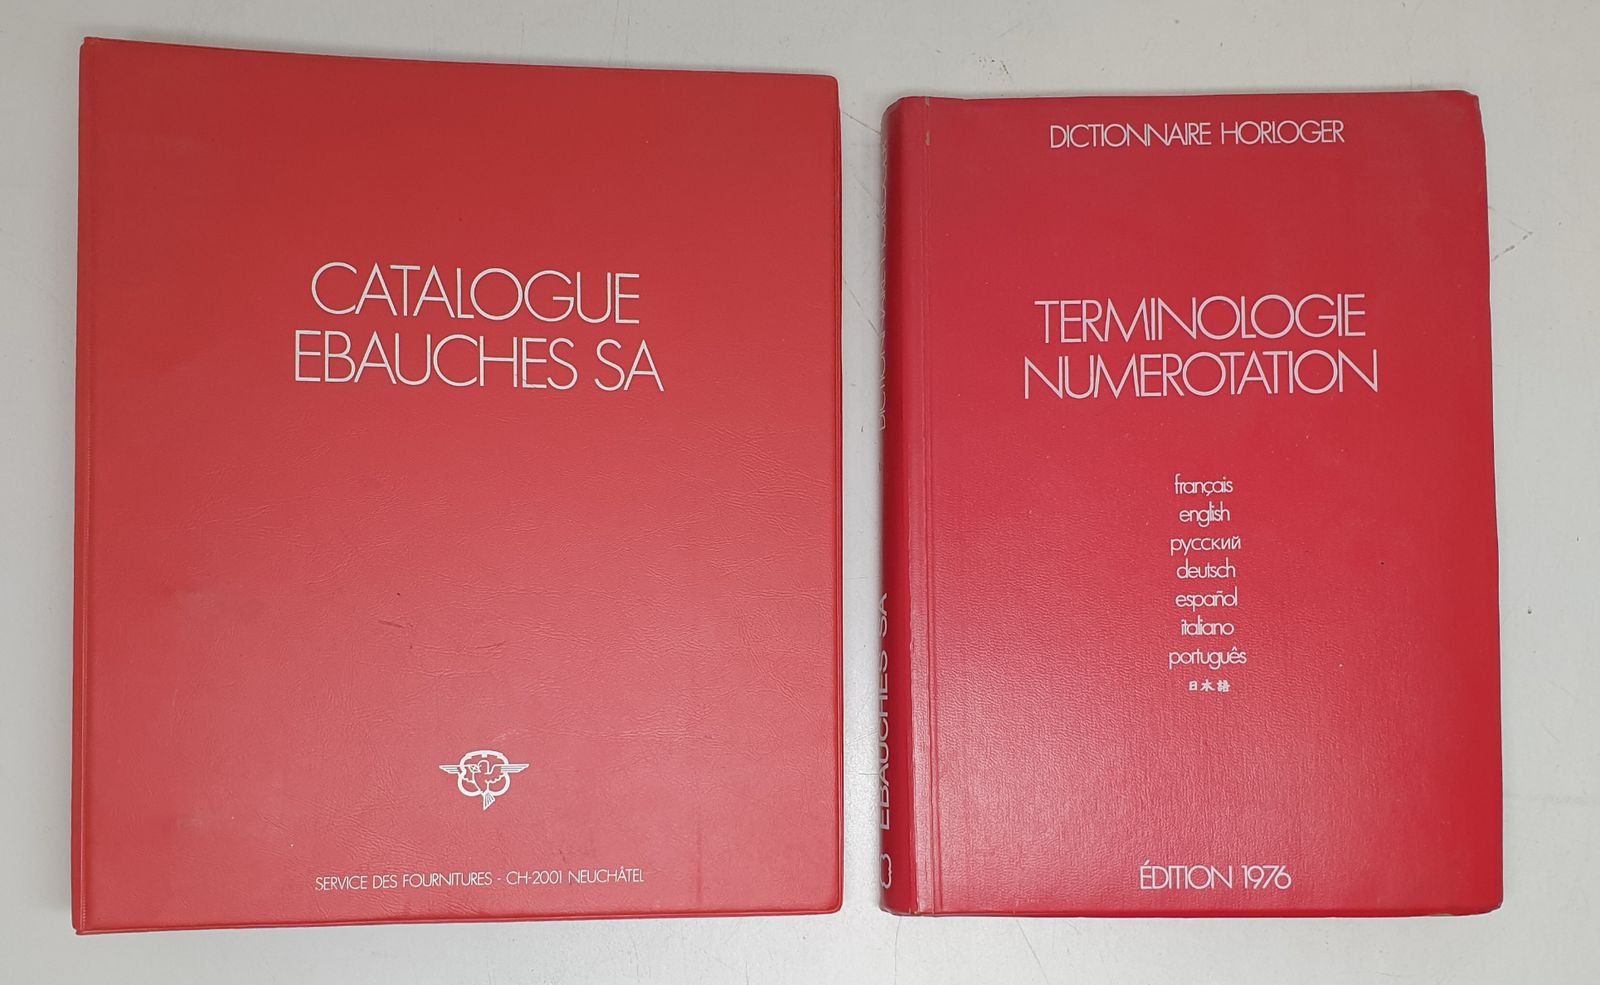 CATALOGUE
EBAUCHES SA
SERVICE DES FOURNITURES - CH-2001 NEUCHÂTEL
EBAUCHES SA
DICTIONNAIRE HORLOGER
TERMINOLOGIE
NUMEROTATION
français
english
русский
deutsch
español
italiano
português
日本語
ÉDITION 1976